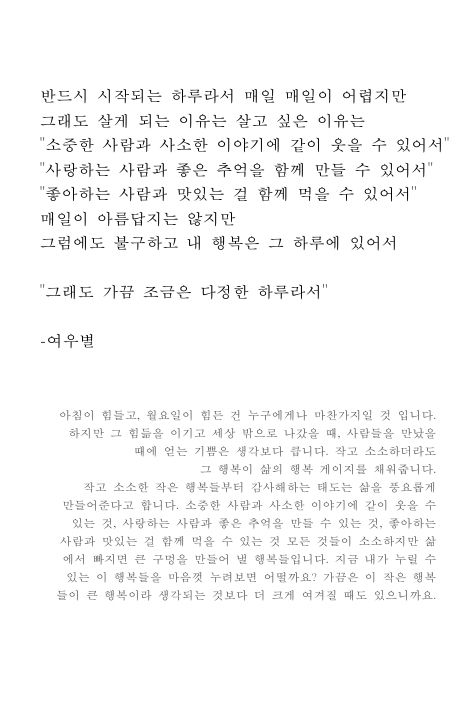 반드시 시작되는 하루라서 매일 매일이 어렵지만
그래도 살게 되는 이유는 살고 싶은 이유는
"소중한 사람과 사소한 이야기에 같이 웃을 수 있어서"
"사랑하는 사람과 좋은 추억을 함께 만들 수 있어서"
"좋아하는 사람과 맛있는 걸 함께 먹을 수 있어서"
매일이 아름답지는 않지만
그럼에도 불구하고 내 행복은 그 하루에 있어서
"그래도 가끔 조금은 다정한 하루라서"
-여우별
아침이 힘들고, 월요일이 힘든 건 누구에게나 마찬가지일 것 입니다.
하지만 그 힘듦을 이기고 세상 밖으로 나갔을 때, 사람들을 만났을
때에 얻는 기쁨은 생각보다 큽니다. 작고 소소하더라도
그 행복이 삶의 행복 게이지를 채워줍니다.
작고 소소한 작은 행복들부터 감사해하는 태도는 삶을 풍요롭게
만들어준다고 합니다. 소중한 사람과 사소한 이야기에 같이 웃을 수
있는 것, 사랑하는 사람과 좋은 추억을 만들 수 있는 것, 좋아하는
사람과 맛있는 걸 함께 먹을 수 있는 것 모든 것들이 소소하지만 삶
에서 빠지면 큰 구멍을 만들어 낼 행복들입니다. 지금 내가 누릴 수
있는 이 행복들을 마음껏 누려보면 어떨까요? 가끔은 이 작은 행복
들이 큰 행복이라 생각되는 것보다 더 크게 여겨질 때도 있으니까요.